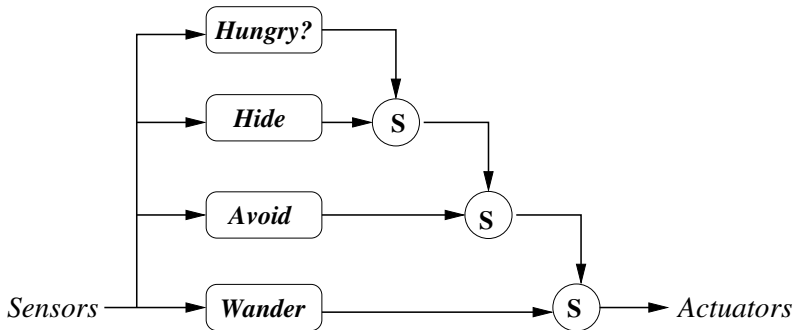 Hungry?
Hide
S
Avoid
S
Sensors
Wander
S
Actuators